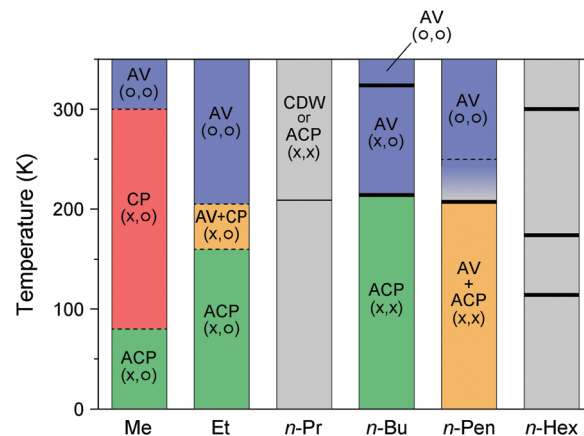 AV
(o,o)
AV
(o,o)
300
CP
(x,o)
ACP
(x,o)
AV
(o,o)
AV+CP
(x,o)
ACP
(x,o)
CDW
or
ACP
(x,x)
AV
(x,o)
ACP
(x,x)
AV
(o,o)
AV
+
ACP
(x,x)
200
100
0
Temperature (K)
Me Et n-Pr n-Bu n-Pen n-Hex